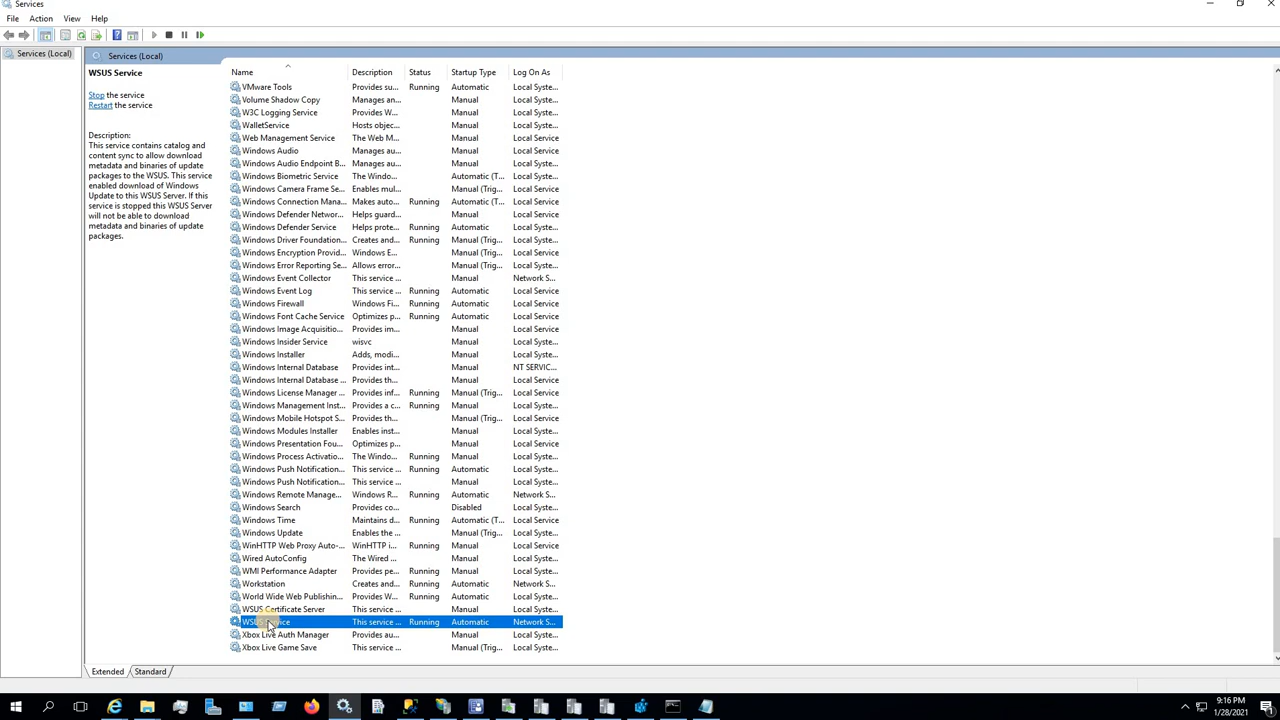 Services
File Action View Help
Services (Local)
Services (Local)
WSUS Service
Stop the service
Restart the service
Description:
This service contains catalog and
content sync to allow download
metadata and binaries of update
packages to the WSUS. This service
enabled download of Windows
Update to this WSUS Server. If this
service is stopped this WSUS Server
will not be able to download
metadata and binaries of update
packages.
Name Description Status Startup Type Log On As
VMware Tools Provides su... Running Automatic Local Syste...
Volume Shadow Copy Manages an... Manual Local Syste...
W3C Logging Service Provides W... Manual Local Syste...
WalletService Hosts objec... Manual Local Syste...
Web Management Service The Web M... Manual Local Service
Windows Audio Manages au... Manual Local Service
Windows Audio Endpoint B... Manages au... Manual Local Syste...
Windows Biometric Service The Windo... Automatic (T... Local Syste...
Windows Camera Frame Se... Enables mul... Manual (Trig... Local Service
Windows Connection Mana... Makes auto... Running Automatic (T... Local Service
Windows Defender Networ... Helps guard... Manual Local Service
Windows Defender Service Helps prote... Running Automatic Local Syste...
Windows Driver Foundation... Creates and... Running Manual (Trig... Local Syste...
Windows Encryption Provid... Windows E... Manual (Trig... Local Service
Windows Error Reporting Se... Allows error... Manual (Trig... Local Syste...
Windows Event Collector This service ... Manual Network S...
Windows Event Log This service ... Running Automatic Local Service
Windows Firewall Windows Fi... Running Automatic Local Service
Windows Font Cache Service Optimizes p... Running Automatic Local Service
Windows Image Acquisitio... Provides im... Manual Local Service
Windows Insider Service wisvc Manual Local Syste...
Windows Installer Adds, modi... Manual Local Syste...
Windows Internal Database Provides int... Manual NT SERVIC...
Windows Internal Database ... Provides th... Manual Local Service
Windows License Manager ... Provides inf... Running Manual (Trig... Local Service
Windows Management Inst... Provides a c... Running Automatic Local Syste...
Windows Mobile Hotspot S... Provides th... Manual (Trig... Local Service
Windows Modules Installer Enables inst... Manual Local Syste...
Windows Presentation Fou... Optimizes p... Manual Local Service
Windows Process Activatio... The Windo... Running Manual Local Syste...
Windows Push Notification... This service ... Running Automatic Local Syste...
Windows Push Notification... This service ... Manual Local Syste...
Windows Remote Manage... Windows R... Running Automatic Network S...
Windows Search Provides co... Disabled Local Syste...
Windows Time Maintains d... Running Automatic (T... Local Service
Windows Update Enables the ... Manual (Trig... Local Syste...
WinHTTP Web Proxy Auto-... WinHTTP i... Running Manual Local Service
Wired AutoConfig The Wired ... Manual Local Syste...
WMI Performance Adapter Provides pe... Manual Local Syste...
Workstation Creates and... Running Automatic Network S...
World Wide Web Publishin... Provides We... Running Automatic Local Syste...
WSUS Certificate Server This service ... Manual Local Syste...
WSUS Service This service ... Running Automatic Network S...
Xbox Live Auth Manager Provides au... Manual Local Syste...
Xbox Live Game Save This service ... Manual (Trig... Local Syste...
Extended Standard
9:16 PM
1/28/2021